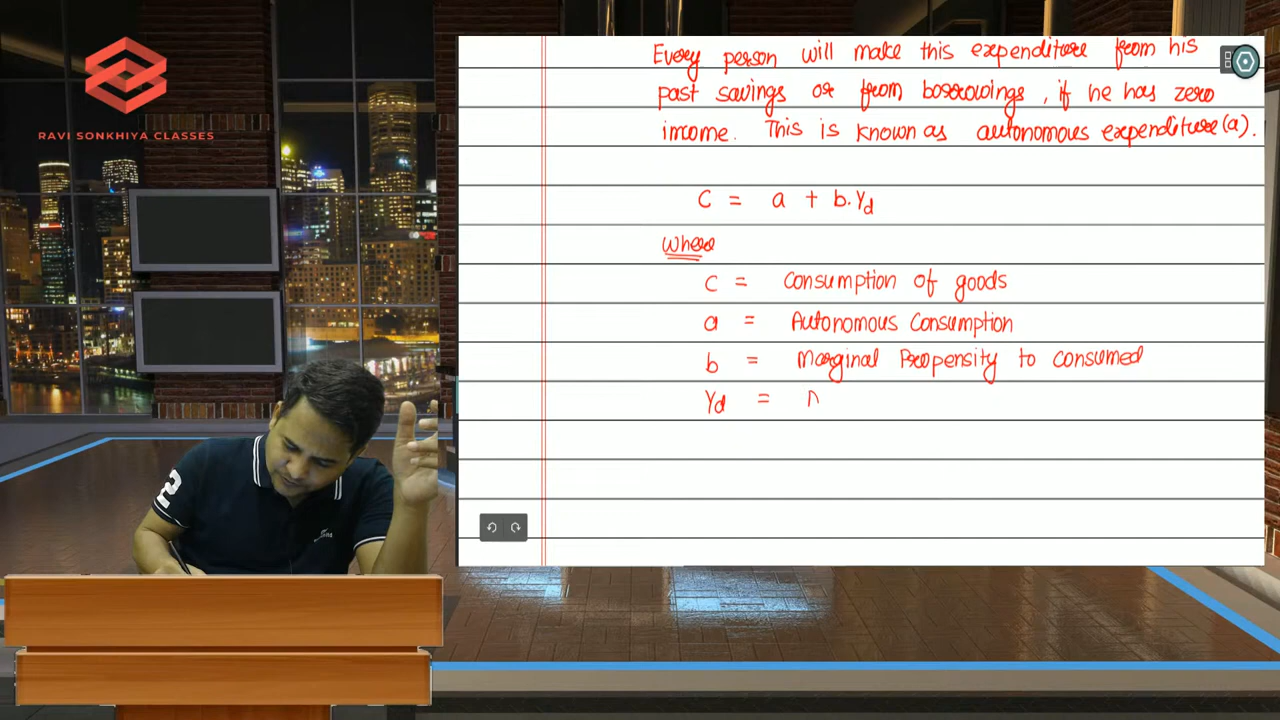 RAVI SONKHIYA CLASSES
Every person will make this expenditure from his
past savings or from borrowings, if he has zero
income. This is known as autonomous expenditure (a).
C = a + b.Yd
Where
C = Consumption of goods
a = Autonomous Consumption
b = Marginal Propensity to consumed
Yd =
2